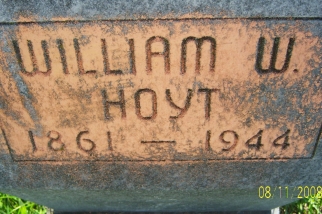 WILLIAM W.
HOYT
1861 — 1944
08/11/2008